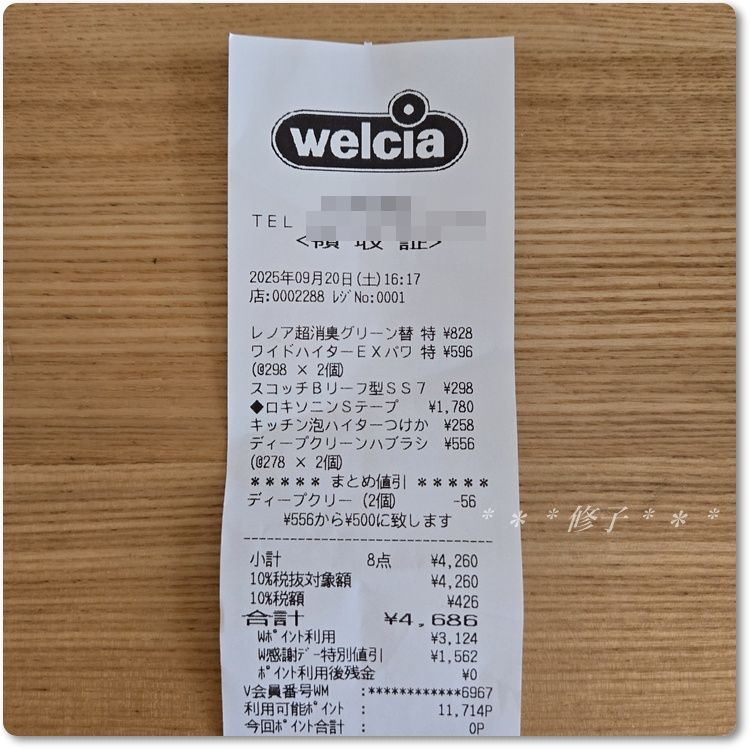 welcia
TEL
<領収証>
2025年09月20日(土)16:17
店:0002288 ﾚｼﾞNo:0001
レノア超消臭グリーン替 特 ¥828
ワイドハイターEXパワ 特 ¥596
(@298 × 2個)
スコッチBリーフ型SS7 ¥298
◆ロキソニンSテープ ¥1,780
キッチン泡ハイターつけか ¥258
ディープクリーンハブラシ ¥556
(@278 × 2個)
***** まとめ値引 *****
ディープクリー (2個) -56
¥556から¥500に致します
小計 8点 ¥4,260
10%税抜対象額 ¥4,260
10%税額 ¥426
合計 ¥4,686
Wﾎﾟｲﾝﾄ利用 ¥3,124
W感謝ﾃﾞｰ特別値引 ¥1,562
ﾎﾟｲﾝﾄ利用後残金 ¥0
V会員番号WM :************6967
利用可能ﾎﾟｲﾝﾄ : 11,714P
今回ﾎﾟｲﾝﾄ合計 : 0P
* * *修子* * *